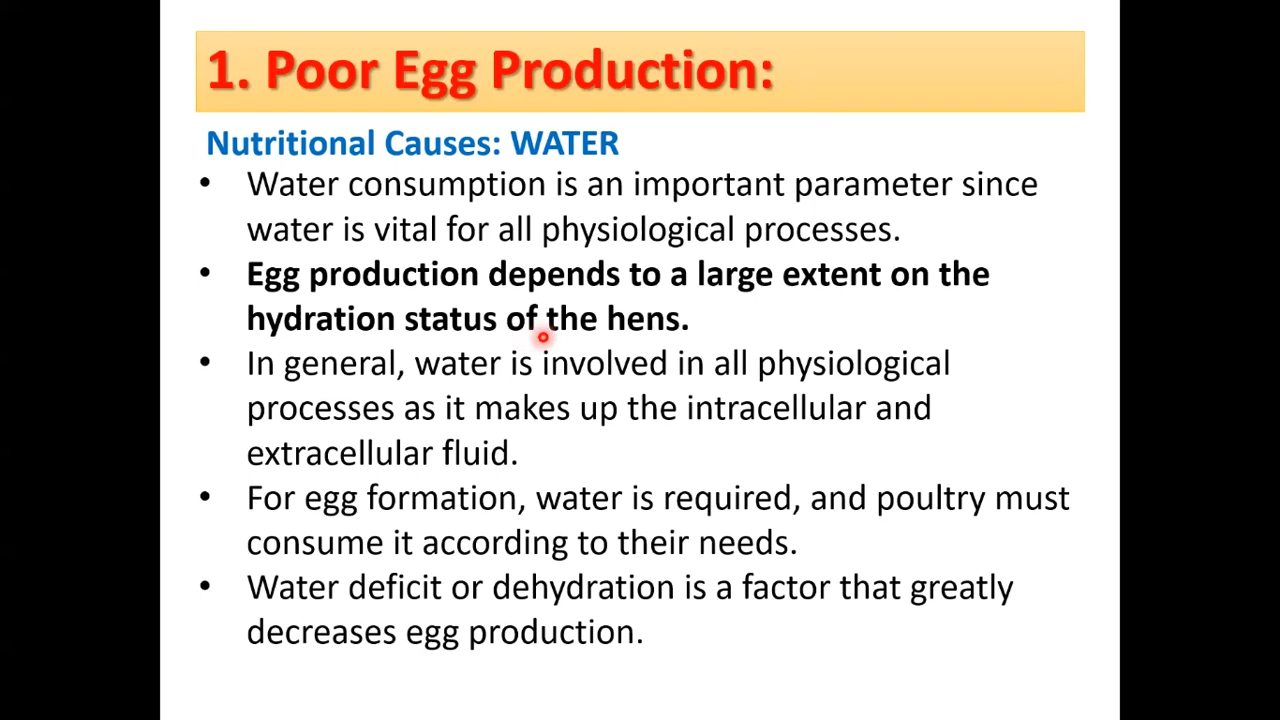 1. Poor Egg Production:
Nutritional Causes: WATER
• Water consumption is an important parameter since
water is vital for all physiological processes.
• Egg production depends to a large extent on the
hydration status of the hens.
• In general, water is involved in all physiological
processes as it makes up the intracellular and
extracellular fluid.
• For egg formation, water is required, and poultry must
consume it according to their needs.
• Water deficit or dehydration is a factor that greatly
decreases egg production.